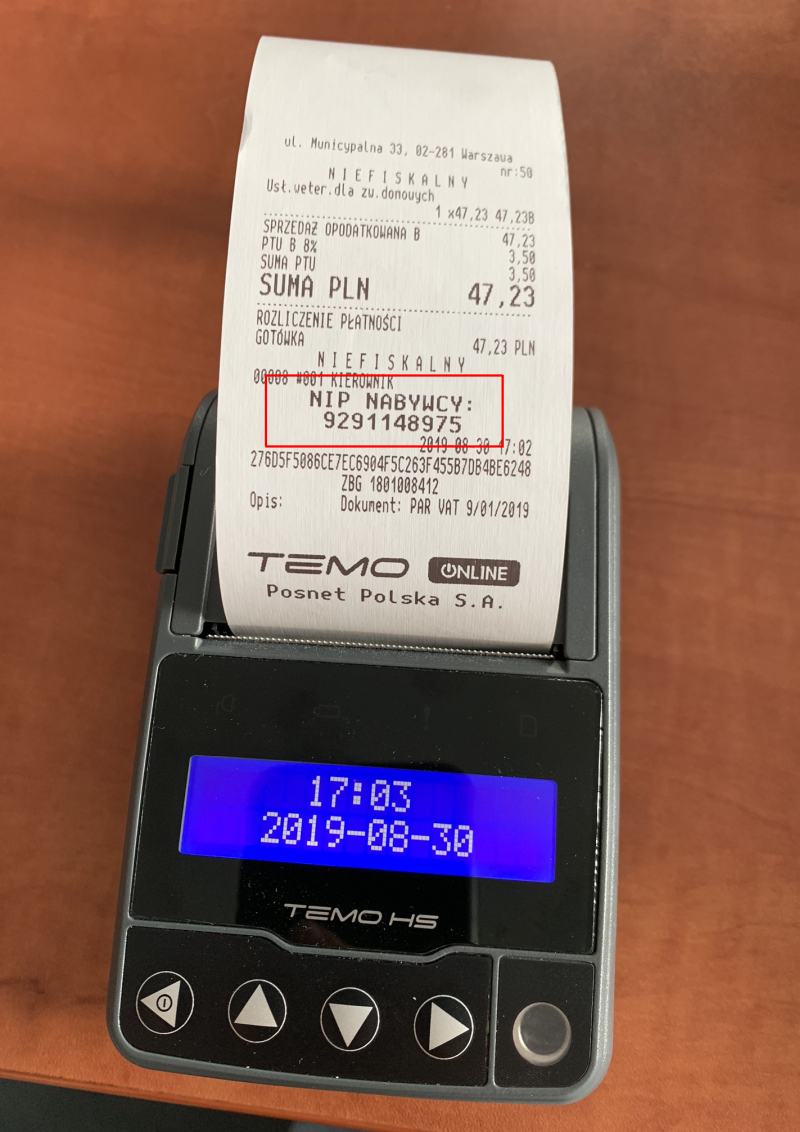 ul. Municypalna 33, 02-281 Warszawa
nr:50
N I E F I S K A L N Y
Usł.weter.dla zw.domowych
1 x47,23 47,23B
SPRZEDAŻ OPODATKOWANA B 47,23
PTU B 8% 3,50
SUMA PTU 3,50
SUMA PLN 47,23
ROZLICZENIE PŁATNOŚCI
GOTÓWKA 47,23 PLN
N I E F I S K A L N Y
00008 #001 KIEROWNIK
NIP NABYWCY:
9291148975
2019-08-30 17:02
276D5F5086CE7EC6904F5C263F455B7DB4BE6248
ZBG 1801008412
Opis: Dokument: PAR VAT 9/01/2019
TEMO ONLINE
Posnet Polska S.A.
17:03
2019-08-30
TEMO HS